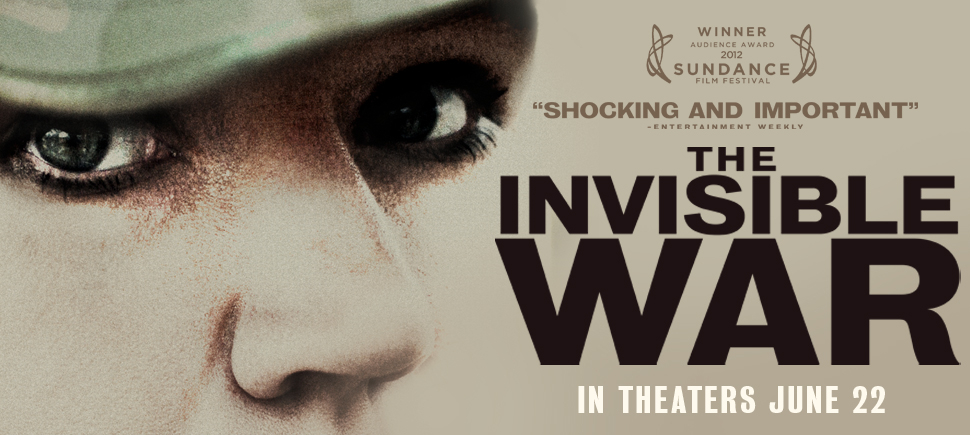 WINNER
AUDIENCE AWARD
2012
SUNDANCE
FILM FESTIVAL
“SHOCKING AND IMPORTANT”
-ENTERTAINMENT WEEKLY
THE
INVISIBLE
WAR
IN THEATERS JUNE 22